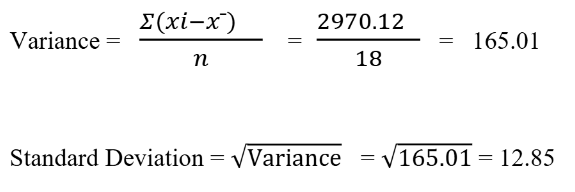 Variance = Σ(xi−x¯) / n = 2970.12 / 18 = 165.01
Standard Deviation = √Variance = √165.01 = 12.85